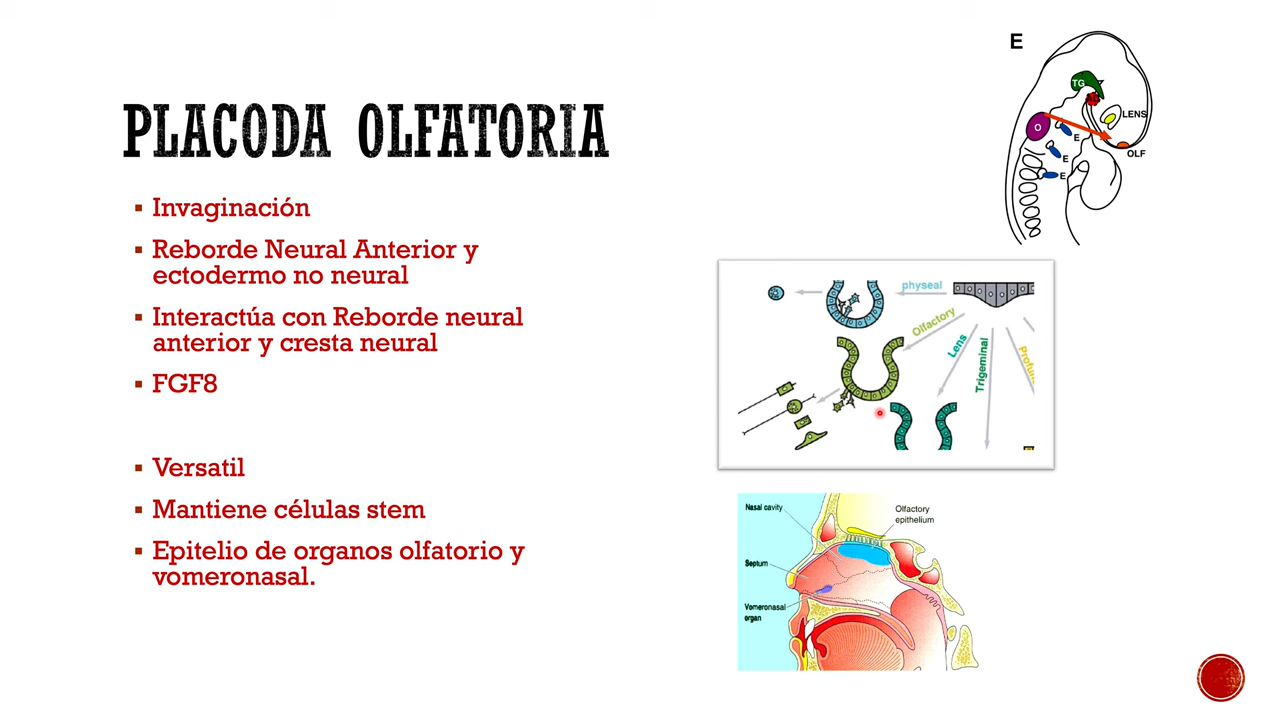 PLACODA OLFATORIA
Invaginación
Reborde Neural Anterior y
ectodermo no neural
Interactúa con Reborde neural
anterior y cresta neural
FGF8
Versatil
Mantiene células stem
Epitelio de organos olfatorio y
vomeronasal.
E
TG
LENS
O
E
OLF
E
E
physeal
Olfactory
Lens
Trigeminal
Profun
Nasal cavity
Olfactory
epithelium
Septum
Vomeronasal
organ